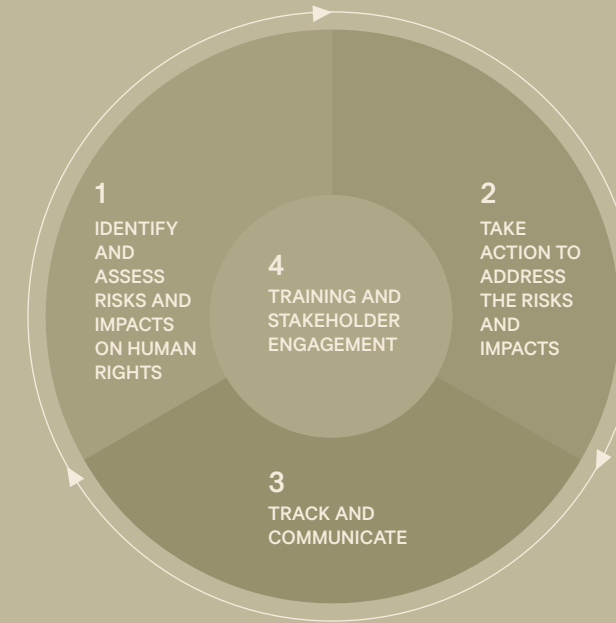 1
IDENTIFY
AND
ASSESS
RISKS AND
IMPACTS
ON HUMAN
RIGHTS
2
TAKE
ACTION TO
ADDRESS
THE RISKS
AND
IMPACTS
4
TRAINING AND
STAKEHOLDER
ENGAGEMENT
3
TRACK AND
COMMUNICATE